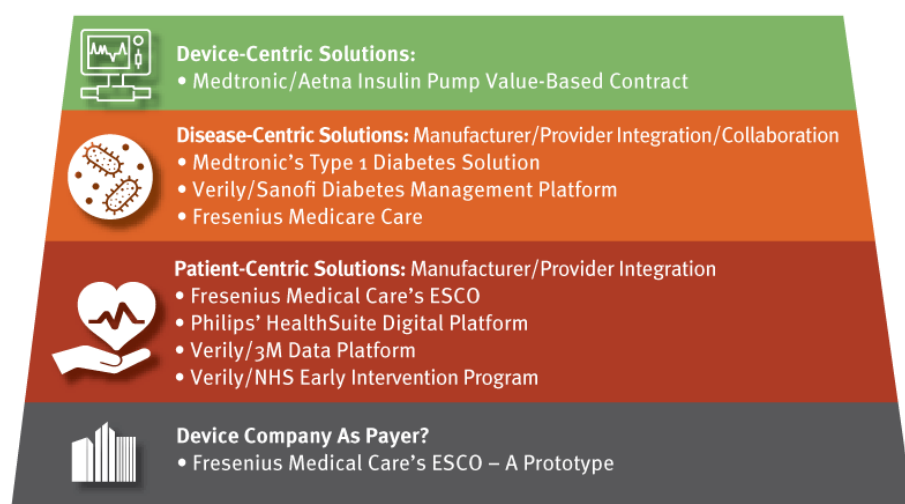 Device-Centric Solutions:
• Medtronic/Aetna Insulin Pump Value-Based Contract
Disease-Centric Solutions: Manufacturer/Provider Integration/Collaboration
• Medtronic's Type 1 Diabetes Solution
• Verily/Sanofi Diabetes Management Platform
• Fresenius Medicare Care
Patient-Centric Solutions: Manufacturer/Provider Integration
• Fresenius Medical Care's ESCO
• Philips' HealthSuite Digital Platform
• Verily/3M Data Platform
• Verily/NHS Early Intervention Program
Device Company As Payer?
• Fresenius Medical Care's ESCO – A Prototype